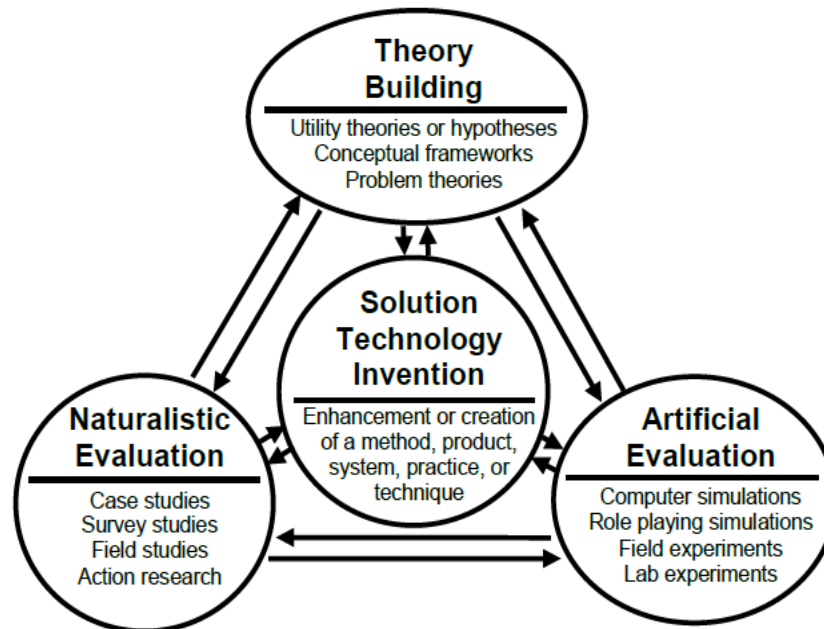 Theory
Building
Utility theories or hypotheses
Conceptual frameworks
Problem theories
Solution
Technology
Invention
Enhancement or creation
of a method, product,
system, practice, or
technique
Naturalistic
Evaluation
Case studies
Survey studies
Field studies
Action research
Artificial
Evaluation
Computer simulations
Role playing simulations
Field experiments
Lab experiments